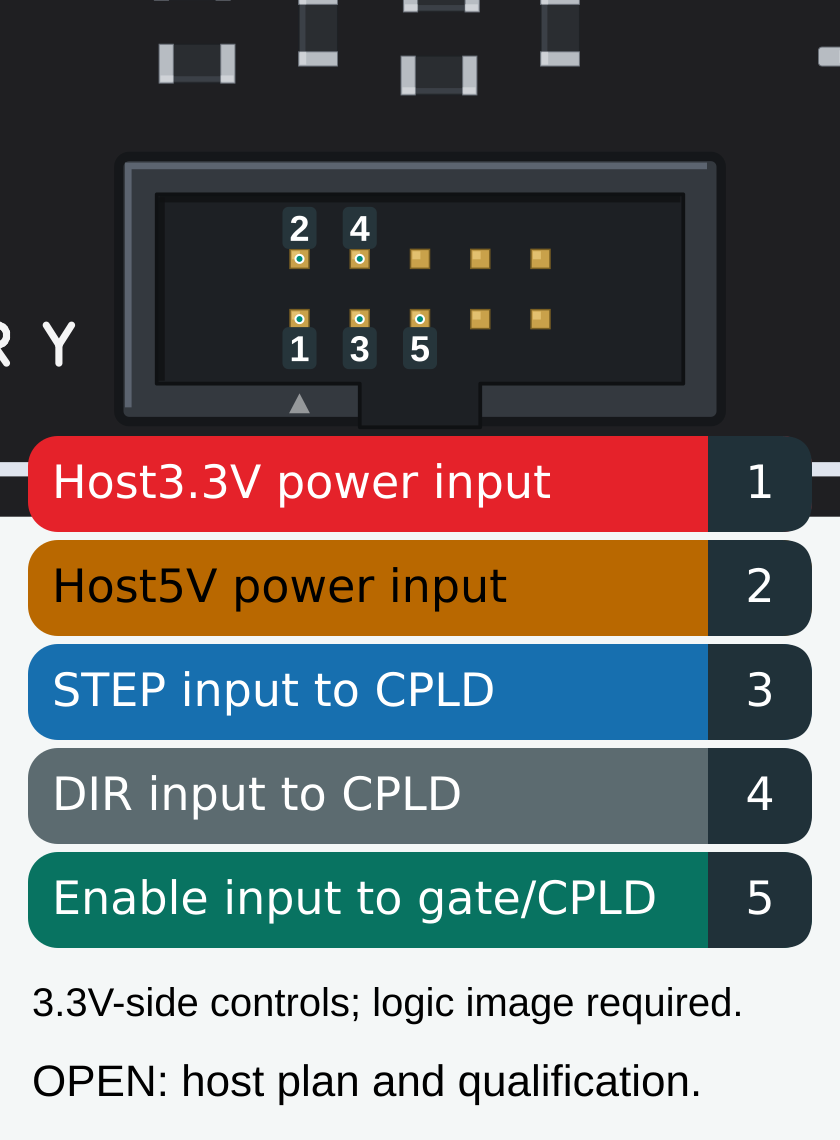 2 4
1 3 5
R Y
Host3.3V power input 1
Host5V power input 2
STEP input to CPLD 3
DIR input to CPLD 4
Enable input to gate/CPLD 5
3.3V-side controls; logic image required.
OPEN: host plan and qualification.